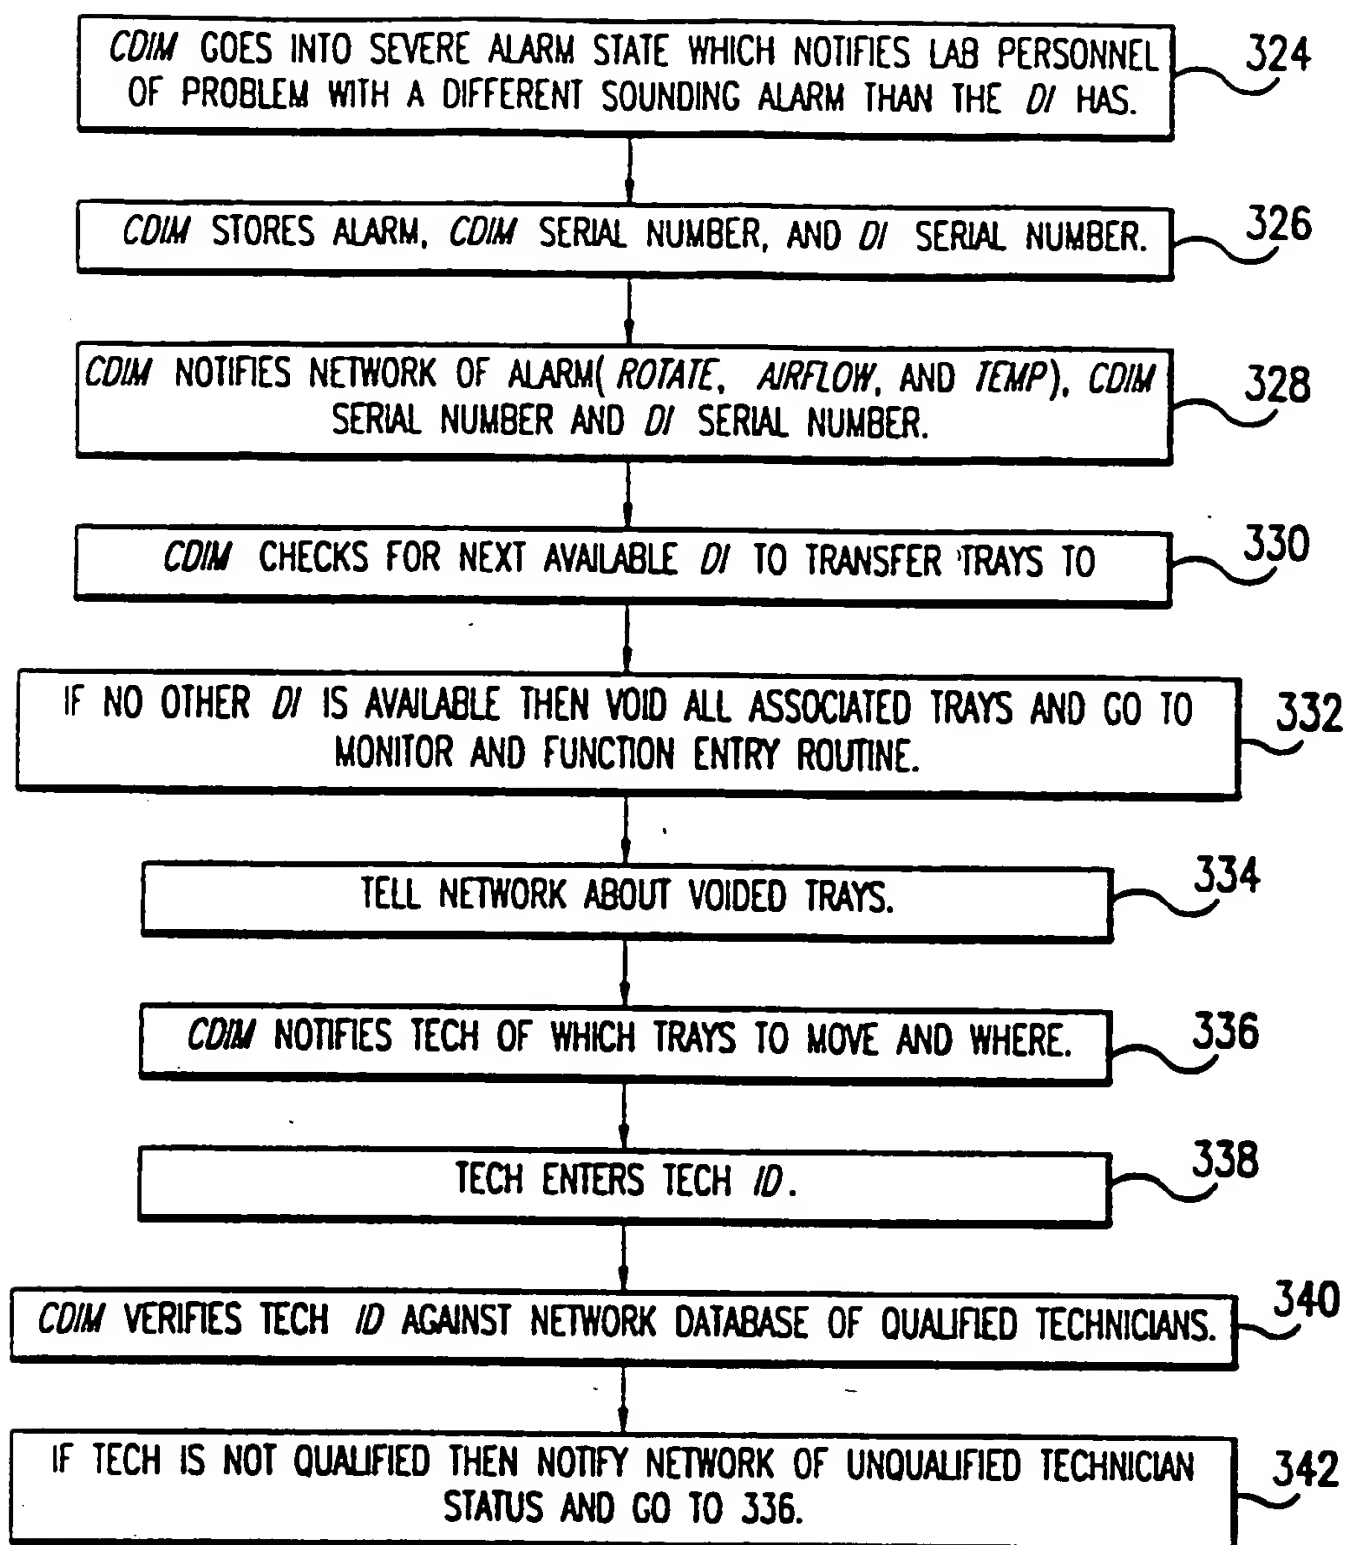 CDIM GOES INTO SEVERE ALARM STATE WHICH NOTIFIES LAB PERSONNEL
OF PROBLEM WITH A DIFFERENT SOUNDING ALARM THAN THE DI HAS.
324
CDIM STORES ALARM, CDIM SERIAL NUMBER, AND DI SERIAL NUMBER.
326
CDIM NOTIFIES NETWORK OF ALARM( ROTATE, AIRFLOW, AND TEMP), CDIM
SERIAL NUMBER AND DI SERIAL NUMBER.
328
CDIM CHECKS FOR NEXT AVAILABLE DI TO TRANSFER TRAYS TO
330
IF NO OTHER DI IS AVAILABLE THEN VOID ALL ASSOCIATED TRAYS AND GO TO
MONITOR AND FUNCTION ENTRY ROUTINE.
332
TELL NETWORK ABOUT VOIDED TRAYS.
334
CDIM NOTIFIES TECH OF WHICH TRAYS TO MOVE AND WHERE.
336
TECH ENTERS TECH ID.
338
CDIM VERIFIES TECH ID AGAINST NETWORK DATABASE OF QUALIFIED TECHNICIANS.
340
IF TECH IS NOT QUALIFIED THEN NOTIFY NETWORK OF UNQUALIFIED TECHNICIAN
STATUS AND GO TO 336.
342